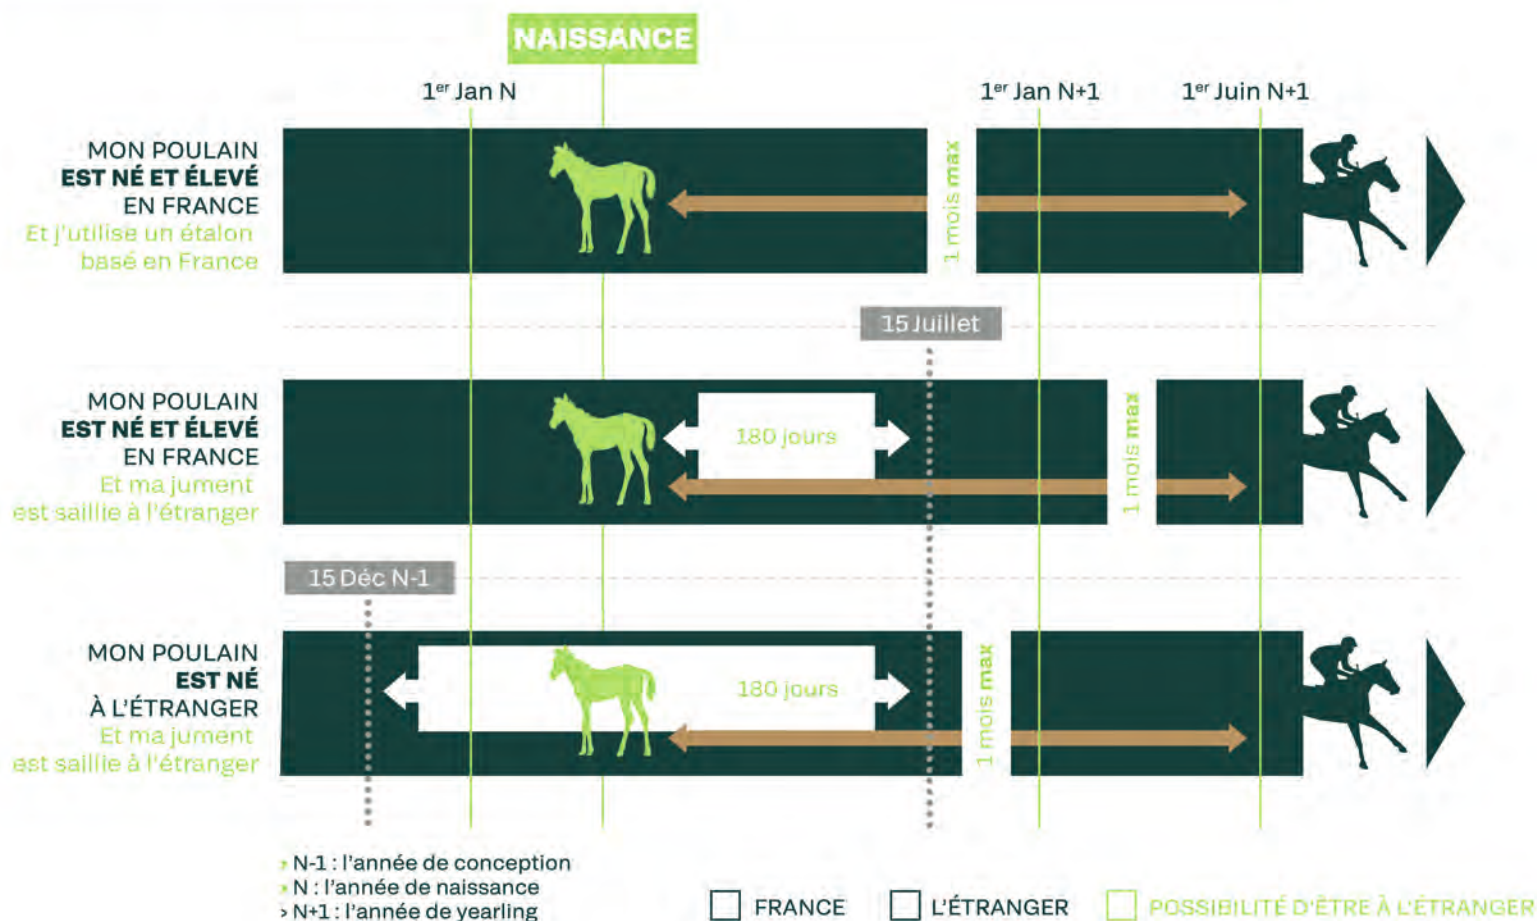 NAISSANCE
1er Jan N
1er Jan N+1
1er Juin N+1
MON POULAIN
EST NÉ ET ÉLEVÉ
EN FRANCE
Et j'utilise un étalon
basé en France
1 mois max
15 Juillet
MON POULAIN
EST NÉ ET ÉLEVÉ
EN FRANCE
Et ma jument
est saillie à l'étranger
180 jours
1 mois max
15 Déc N-1
MON POULAIN
EST NÉ
À L'ÉTRANGER
Et ma jument
est saillie à l'étranger
180 jours
1 mois max
› N-1 : l'année de conception
› N : l'année de naissance
› N+1 : l'année de yearling
FRANCE
L'ÉTRANGER
POSSIBILITÉ D'ÊTRE À L'ÉTRANGER